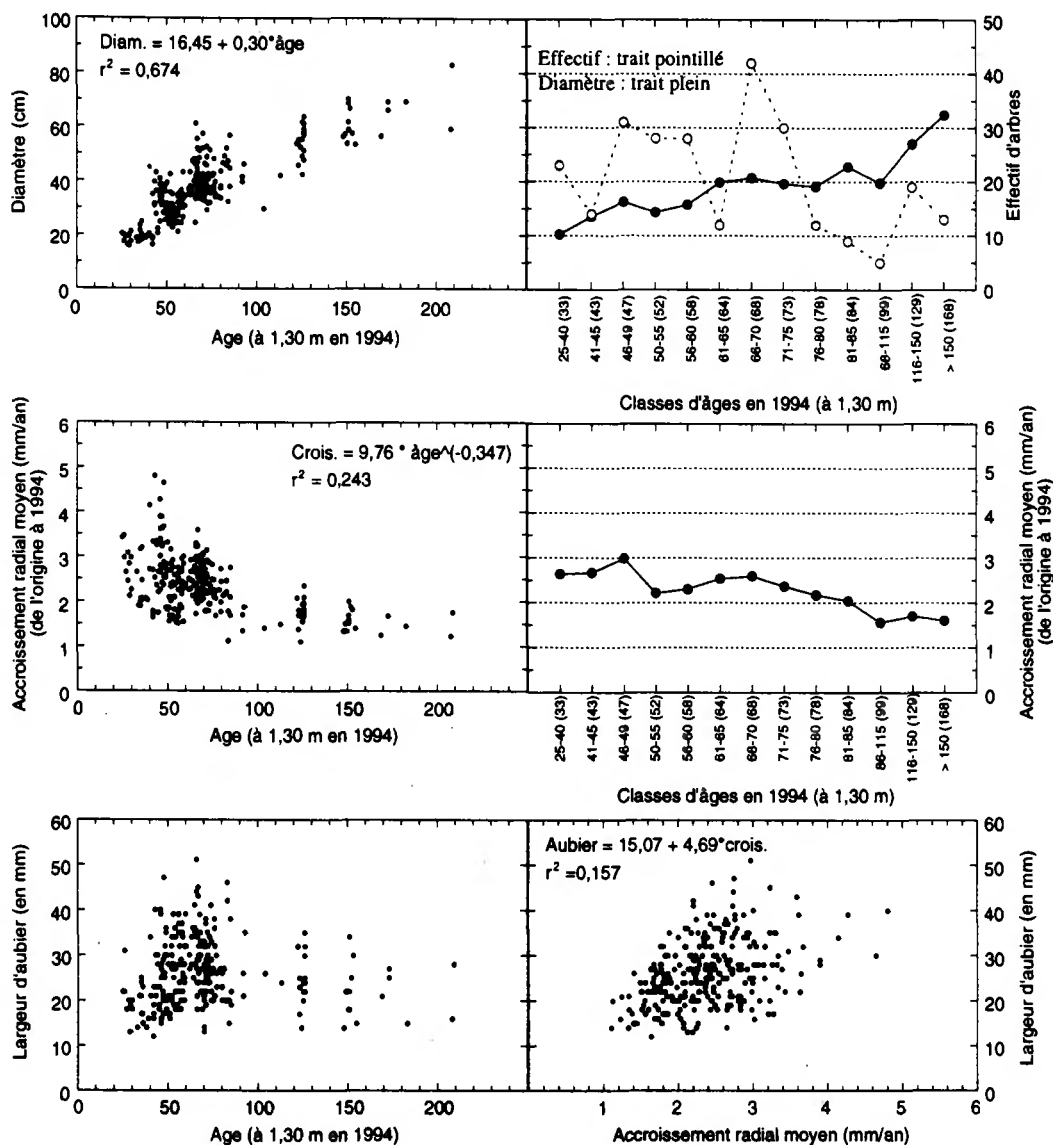 Diam. = 16,45 + 0,30*âge
r² = 0,674
Diamètre (cm)
100
80
60
40
20
0
0 50 100 150 200
Age (à 1,30 m en 1994)
Effectif : trait pointillé
Diamètre : trait plein
50
40
30
20
10
0
Effectif d'arbres
25-40 (33)
41-45 (43)
46-49 (47)
50-55 (52)
56-60 (58)
61-65 (64)
66-70 (68)
71-75 (73)
76-80 (78)
81-85 (84)
66-115 (99)
116-150 (129)
> 150 (168)
Classes d'âges en 1994 (à 1,30 m)
Accroissement radial moyen (mm/an)
(de l'origine à 1994)
6
5
4
3
2
1
0
Crois. = 9,76 * âge^(-0,347)
r² = 0,243
0 50 100 150 200
Age (à 1,30 m en 1994)
6
5
4
3
2
1
0
Accroissement radial moyen (mm/an)
(de l'origine à 1994)
25-40 (33)
41-45 (43)
46-49 (47)
50-55 (52)
56-60 (58)
61-65 (64)
66-70 (68)
71-75 (73)
76-80 (78)
81-85 (84)
86-115 (99)
116-150 (129)
> 150 (168)
Classes d'âges en 1994 (à 1,30 m)
Largeur d'aubier (en mm)
60
50
40
30
20
10
0
0 50 100 150 200
Age (à 1,30 m en 1994)
Aubier = 15,07 + 4,69*crois.
r² =0,157
60
50
40
30
20
10
0
Largeur d'aubier (en mm)
1 2 3 4 5 6
Accroissement radial moyen (mm/an)